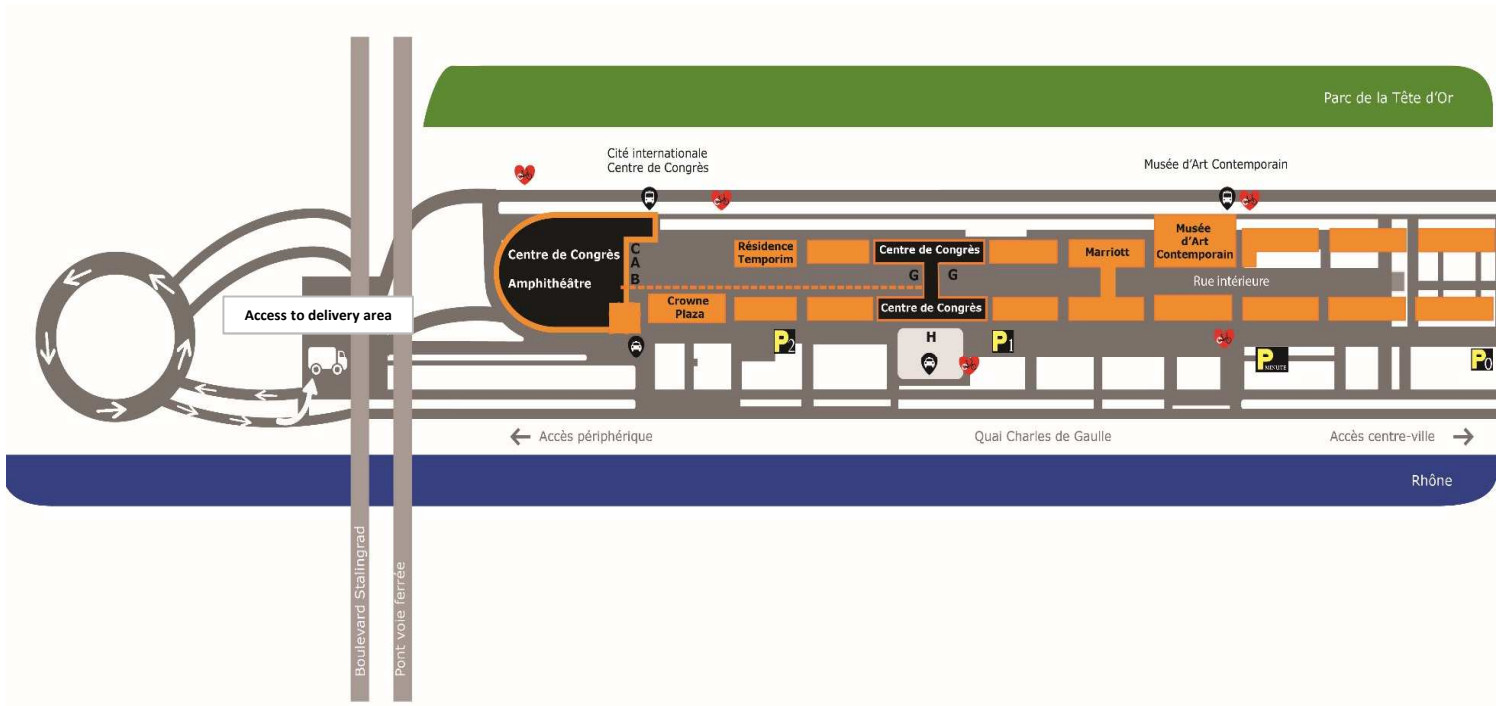 Parc de la Tête d'Or
Cité internationale
Centre de Congrès
Musée d'Art Contemporain
Centre de Congrès
Amphithéâtre
C
A
B
Résidence
Temporim
Centre de Congrès
G G
Centre de Congrès
Marriott
Musée
d'Art
Contemporain
Rue intérieure
Crowne
Plaza
Access to delivery area
P2
H
P1
P MINUTE
P0
← Accès périphérique
Quai Charles de Gaulle
Accès centre-ville →
Rhône
Boulevard Stalingrad
Pont voie ferrée